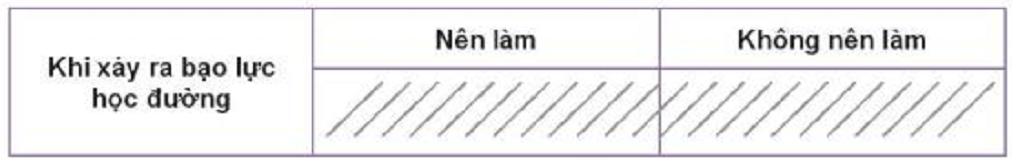 Khi xảy ra bạo lực
học đường
Nên làm
Không nên làm